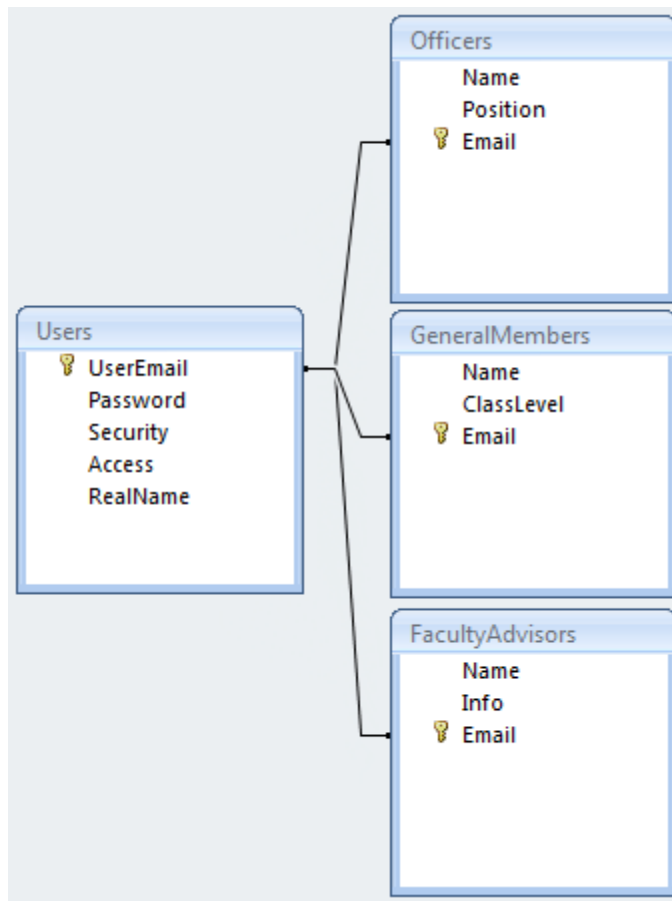 Officers
Name
Position
Email
Users
UserEmail
Password
Security
Access
RealName
GeneralMembers
Name
ClassLevel
Email
FacultyAdvisors
Name
Info
Email